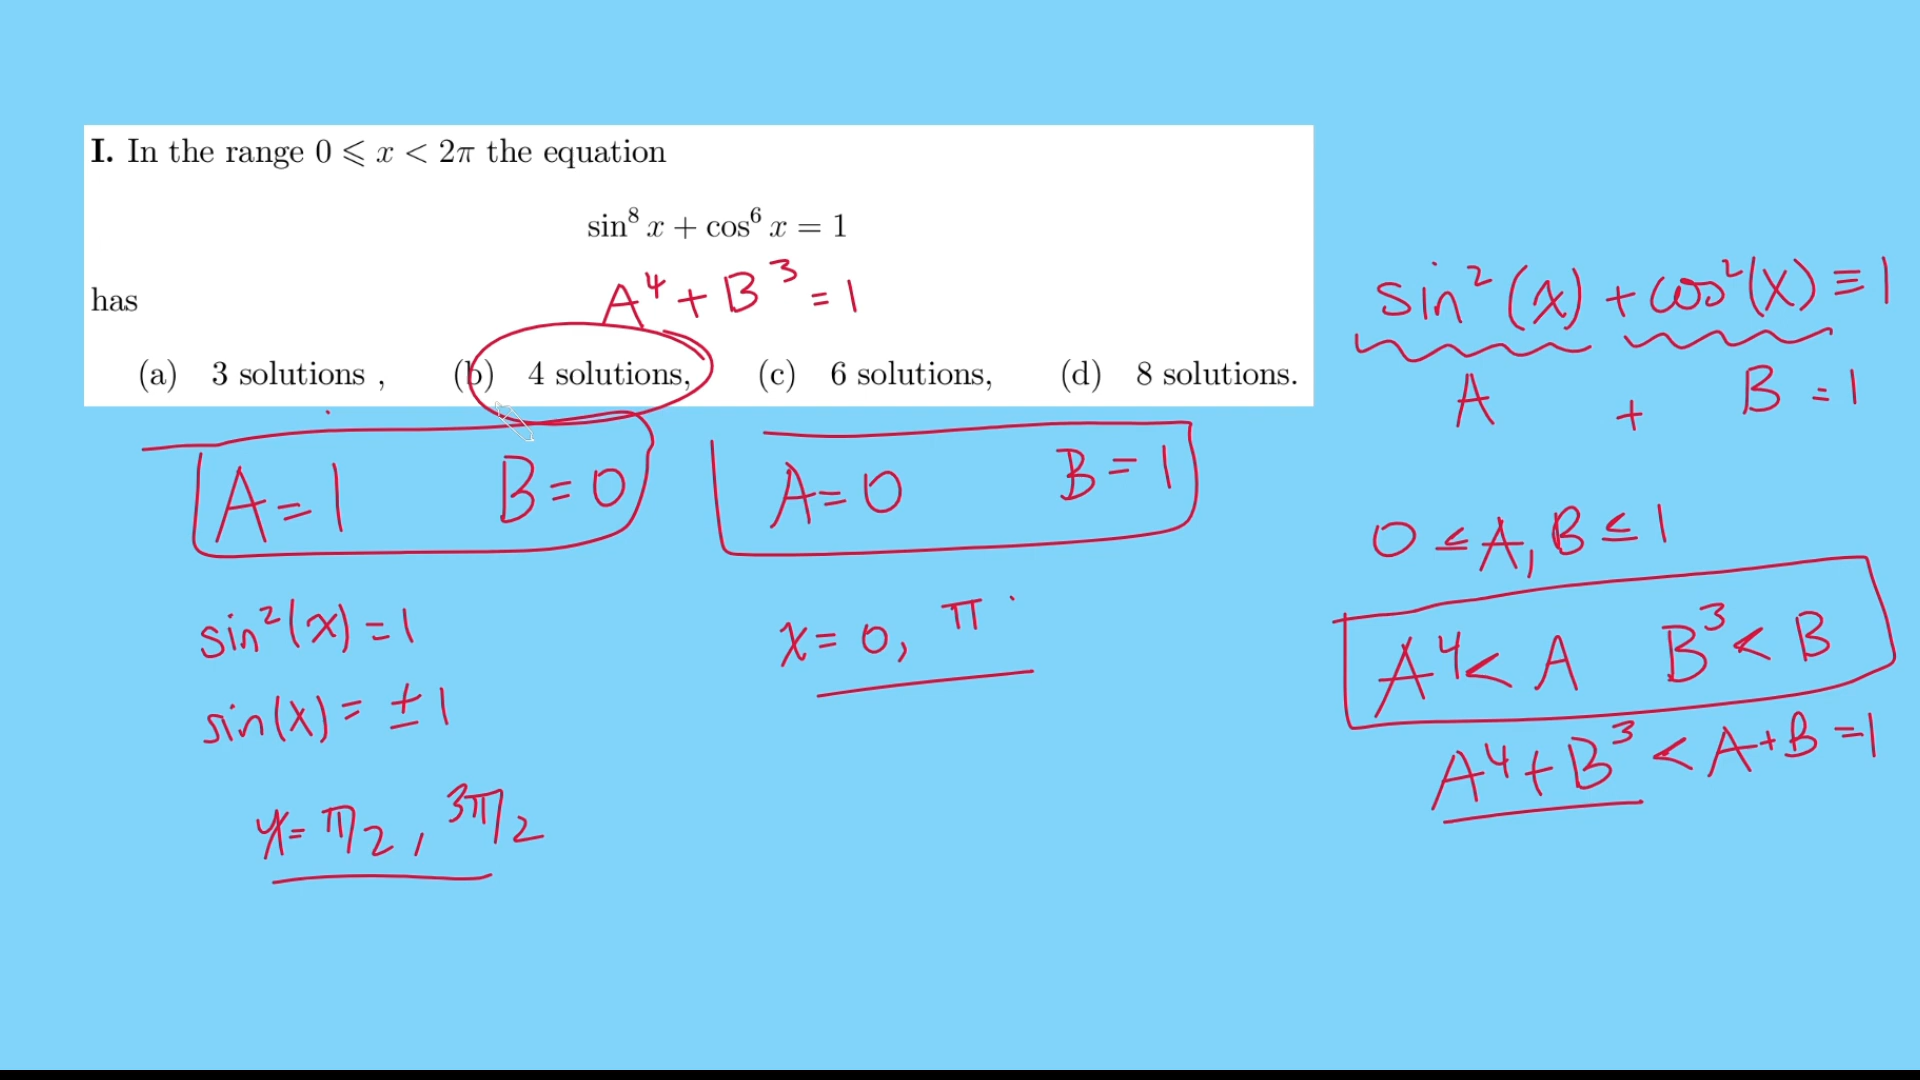 I. In the range 0 ⩽ x < 2π the equation
sin⁸ x + cos⁶ x = 1
has
A⁴ + B³ = 1
(a) 3 solutions , (b) 4 solutions, (c) 6 solutions, (d) 8 solutions.
A = 1 B = 0
A = 0 B = 1
sin²(x) = 1
sin(x) = ± 1
x = π/2 , 3π/2
x = 0, π
sin²(x) + cos²(x) ≡ 1
A + B = 1
0 ≤ A, B ≤ 1
A⁴ < A B³ < B
A⁴ + B³ < A + B = 1